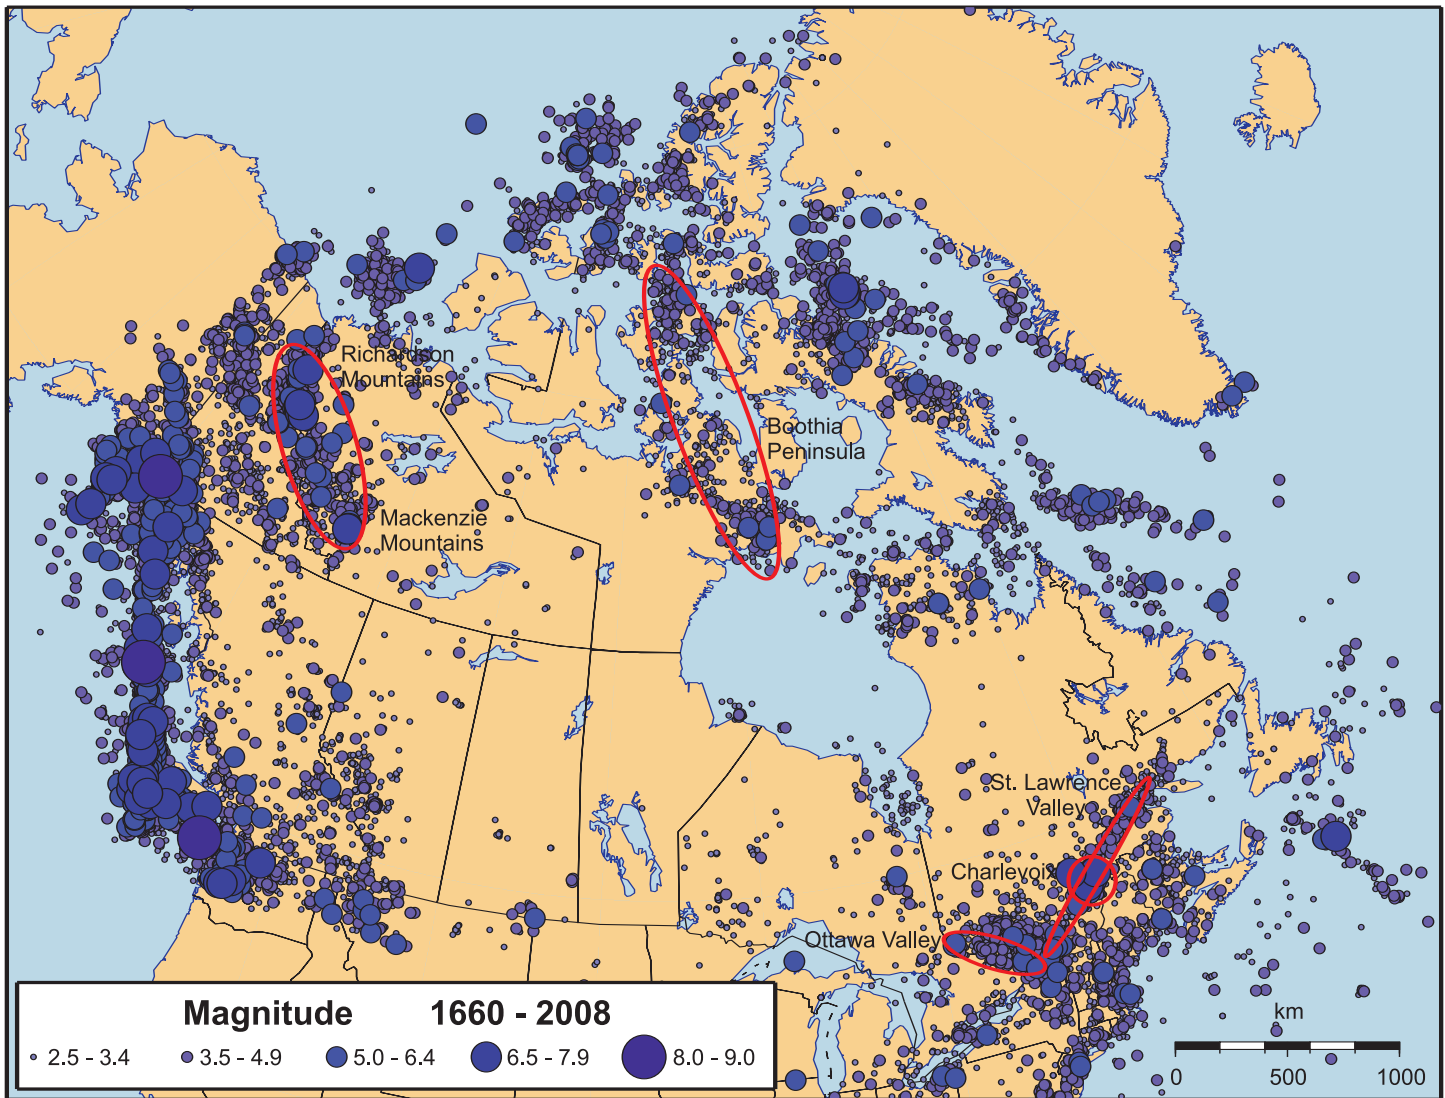 Richardson
Mountains
Boothia
Peninsula
Mackenzie
Mountains
St. Lawrence
Valley
Charlevoix
Ottawa Valley
Magnitude 1660 - 2008
2.5 - 3.4 3.5 - 4.9 5.0 - 6.4 6.5 - 7.9 8.0 - 9.0
km
0 500 1000